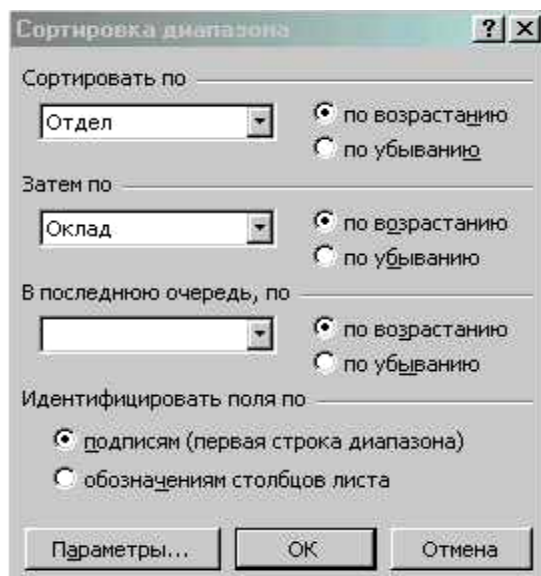 Сортировка диапазона
Сортировать по
Отдел
по возрастанию
по убыванию
Затем по
Оклад
по возрастанию
по убыванию
В последнюю очередь, по
по возрастанию
по убыванию
Идентифицировать поля по
подписям (первая строка диапазона)
обозначениям столбцов листа
Параметры... ОК Отмена